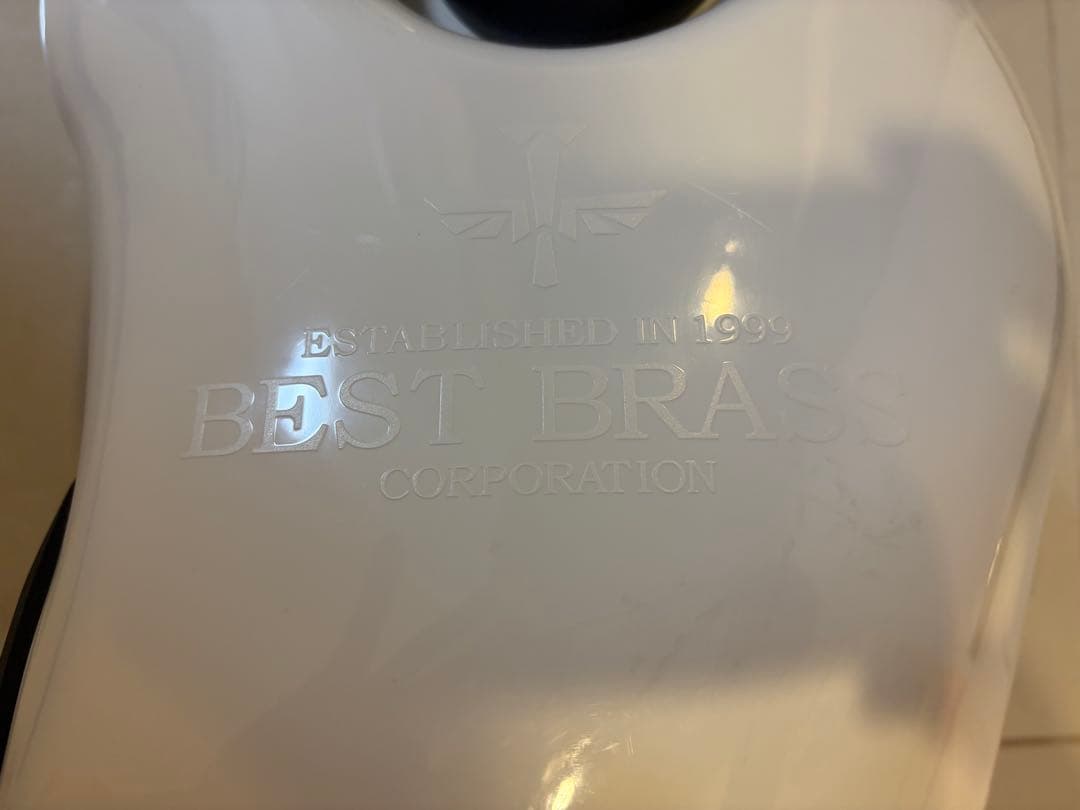 ESTABLISHED IN 1999
BEST BRASS
CORPORATION